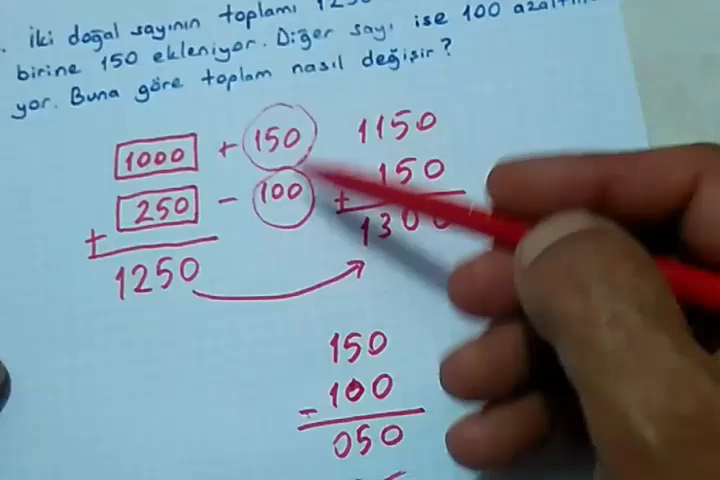 iki doğal sayının toplamı
birine 150 ekleniyor. Diğer sayı ise 100
yor. Buna göre toplam nasıl değişir?
1000 + 150
250 - 100
+
1250
1150
150
+
1300
150
100
-
050